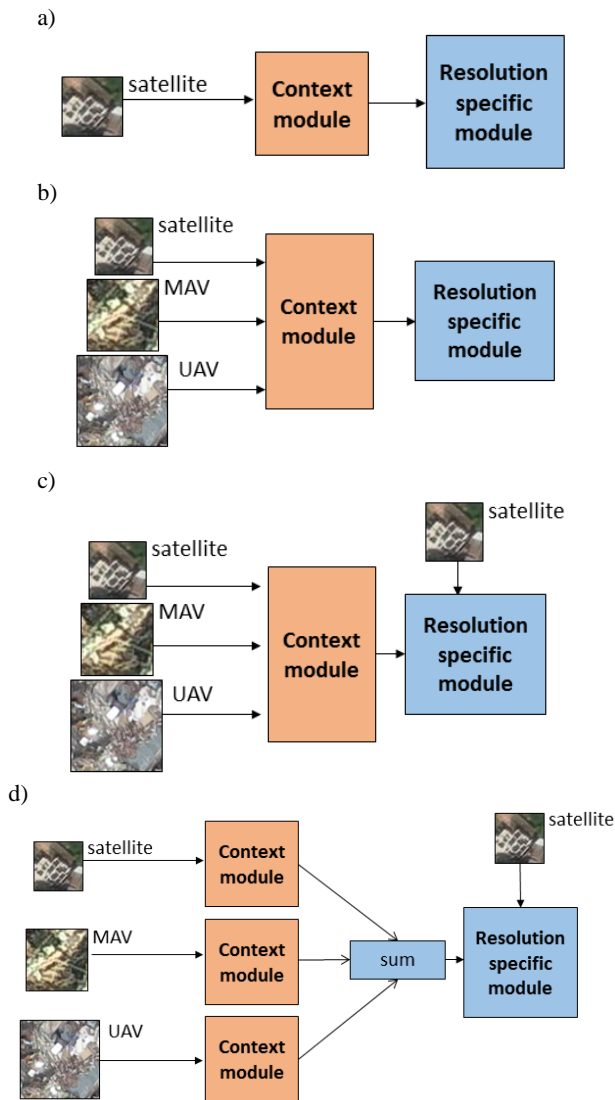 a)
satellite
Context
module
Resolution
specific
module
b)
satellite
MAV
UAV
Context
module
Resolution
specific
module
c)
satellite
MAV
UAV
Context
module
satellite
Resolution
specific
module
d)
satellite
MAV
UAV
Context
module
Context
module
Context
module
sum
satellite
Resolution
specific
module